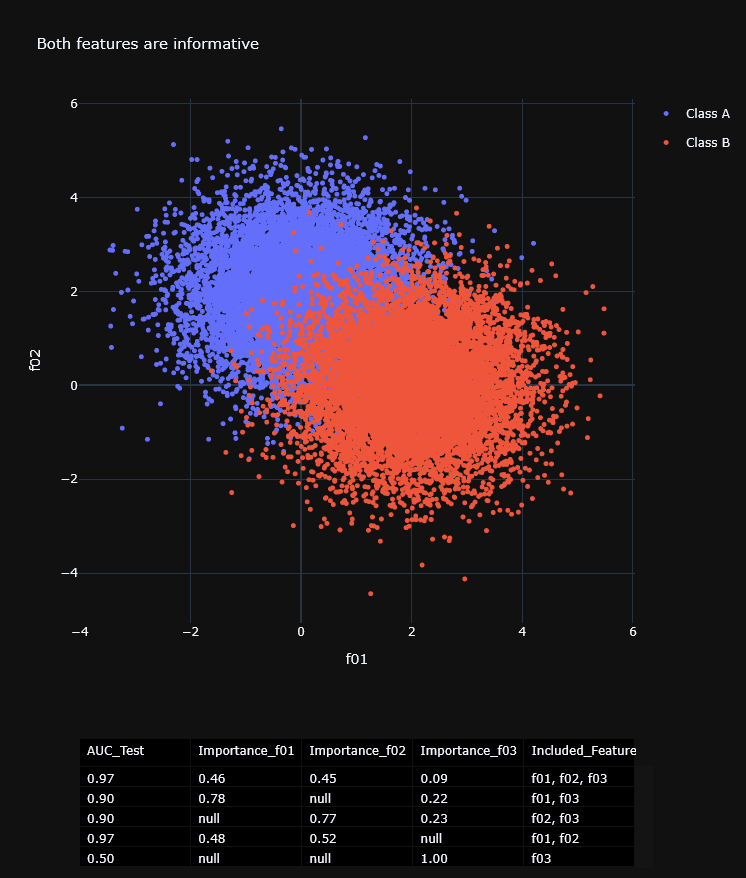 Both features are informative
Class A
Class B
6
4
2
0
−2
−4
f02
−4 −2 0 2 4 6
f01
AUC_Test Importance_f01 Importance_f02 Importance_f03 Included_Feature
0.97 0.46 0.45 0.09 f01, f02, f03
0.90 0.78 null 0.22 f01, f03
0.90 null 0.77 0.23 f02, f03
0.97 0.48 0.52 null f01, f02
0.50 null null 1.00 f03